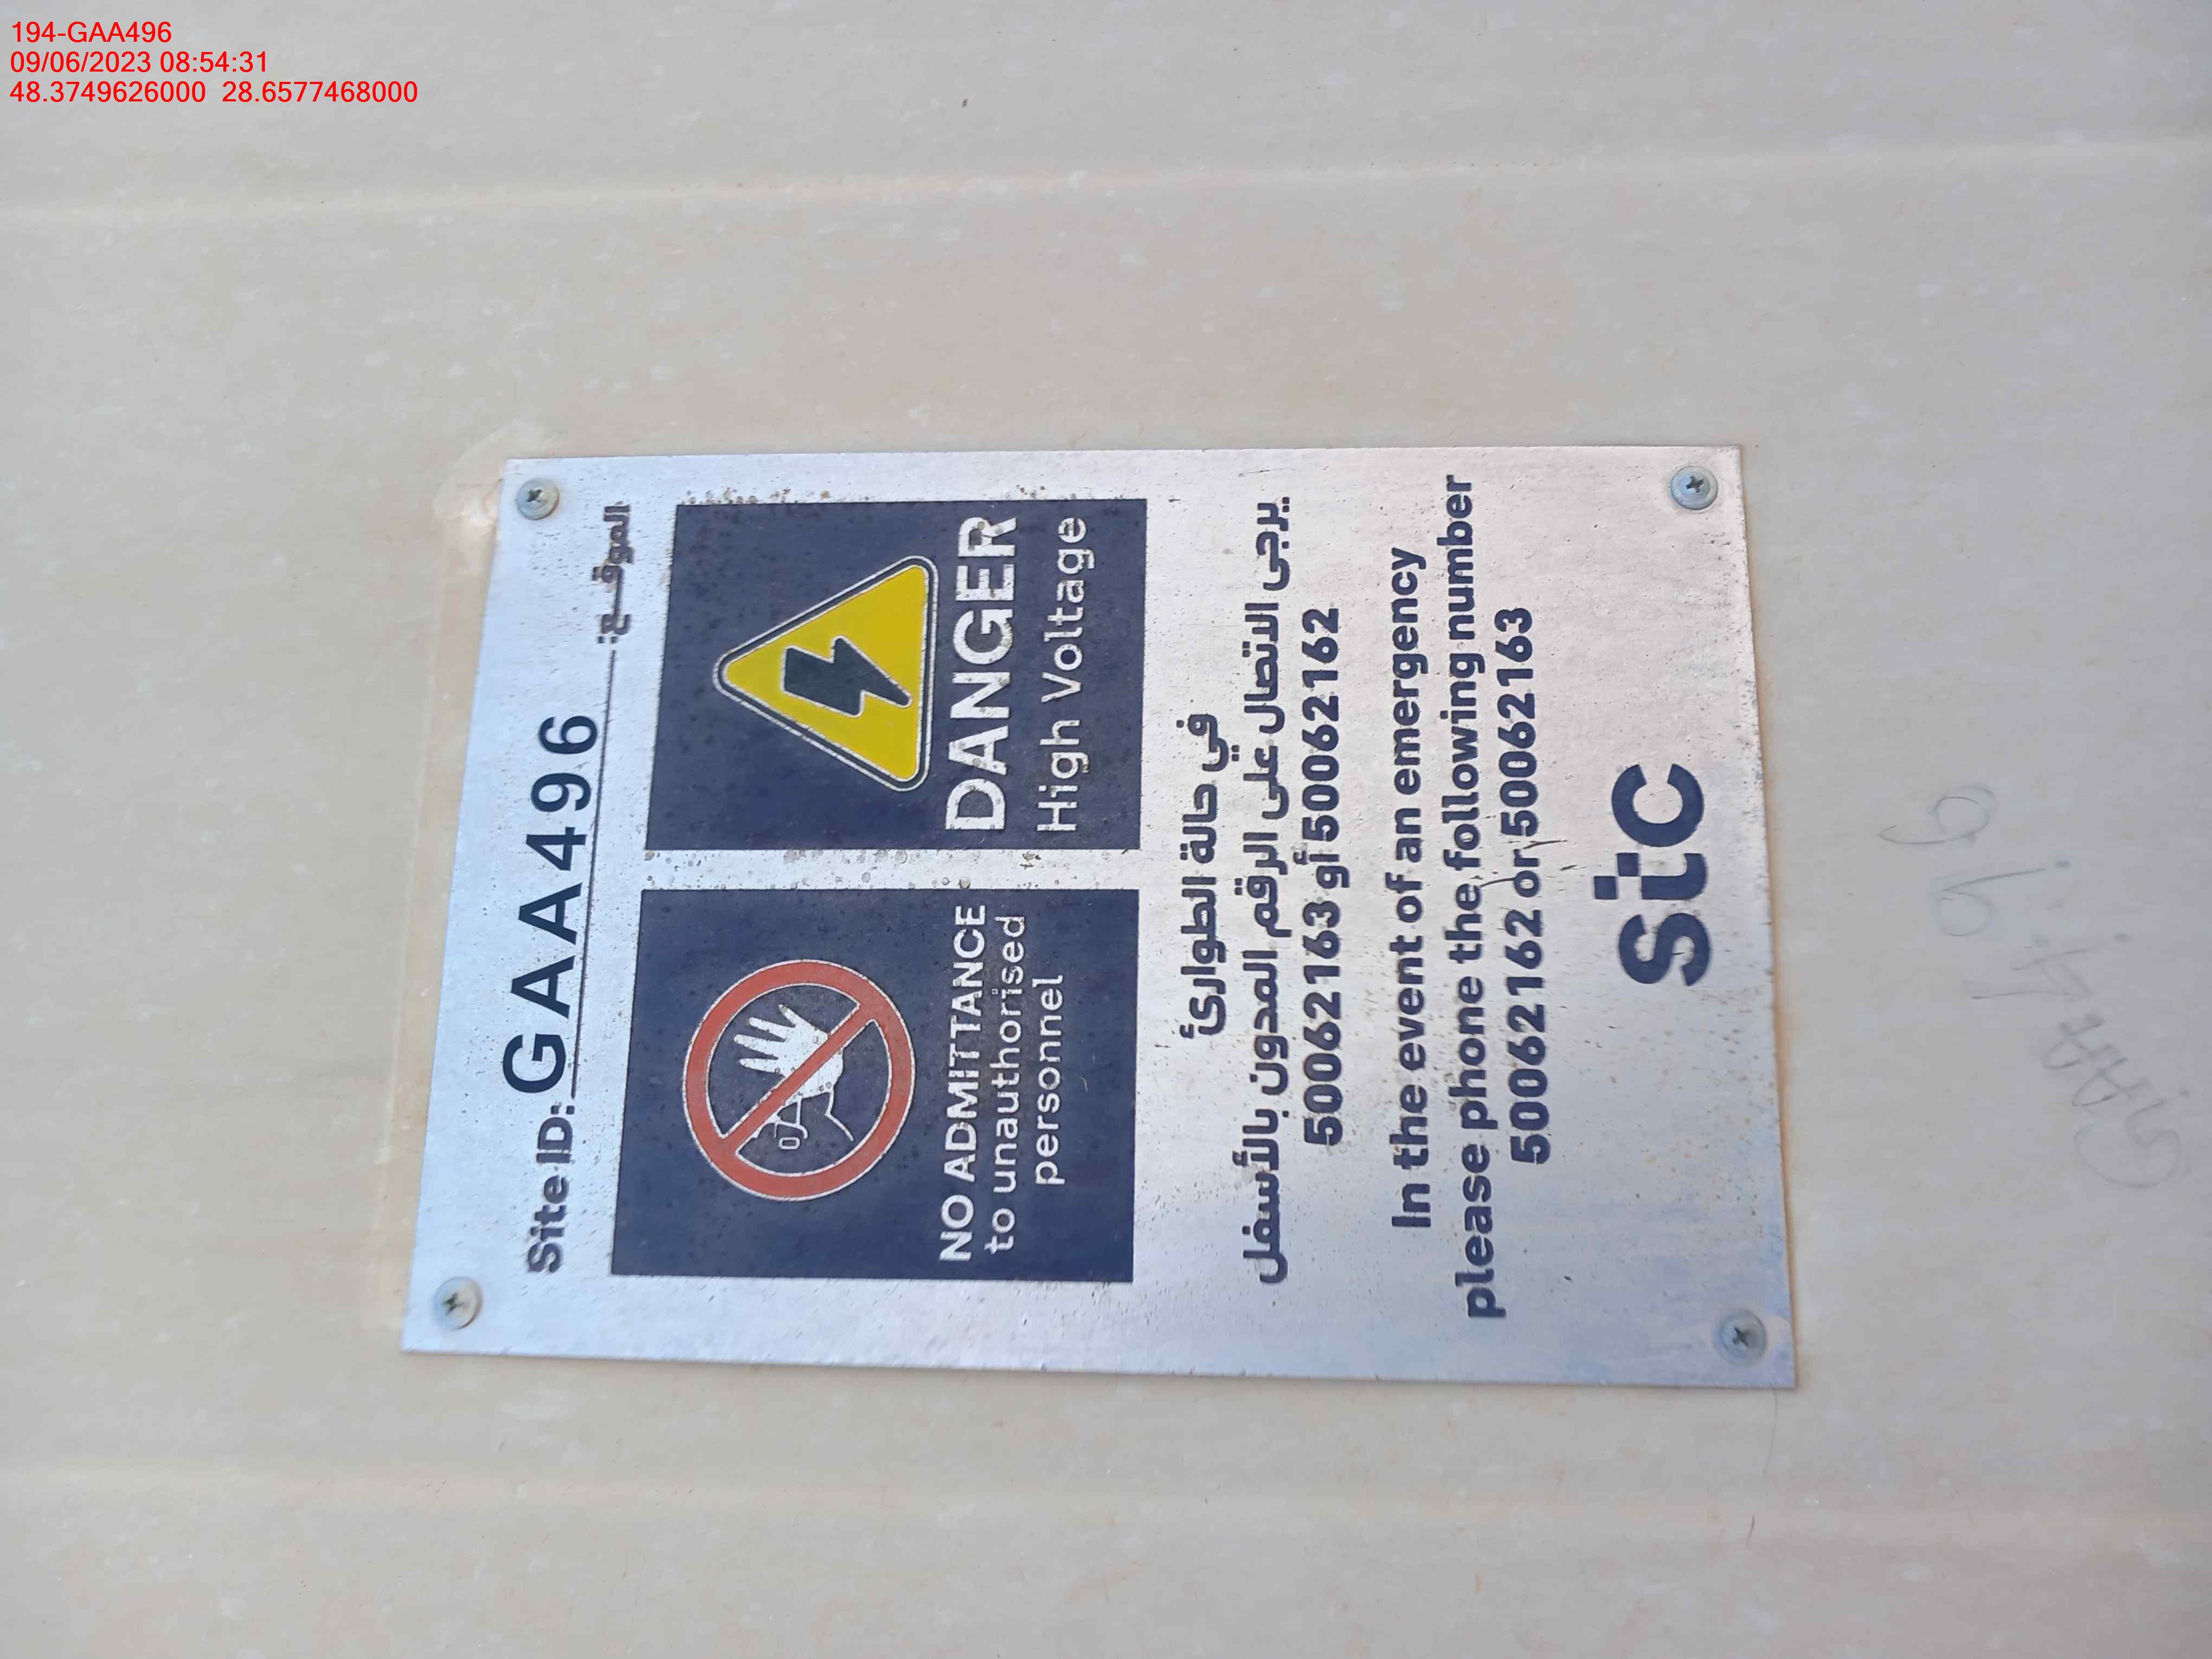 194-GAA496
09/06/2023 08:54:31
48.3749626000 28.6577468000
Site ID: GAA496 الموقـــع:
NO ADMITTANCE
to unauthorised
personnel
DANGER
High Voltage
في حالة الطوارئ
يرجى الاتصال على الرقم المدون بالأسفل
50062163 أو 50062162
In the event of an emergency
please phone the following number
50062162 or 50062163
stc